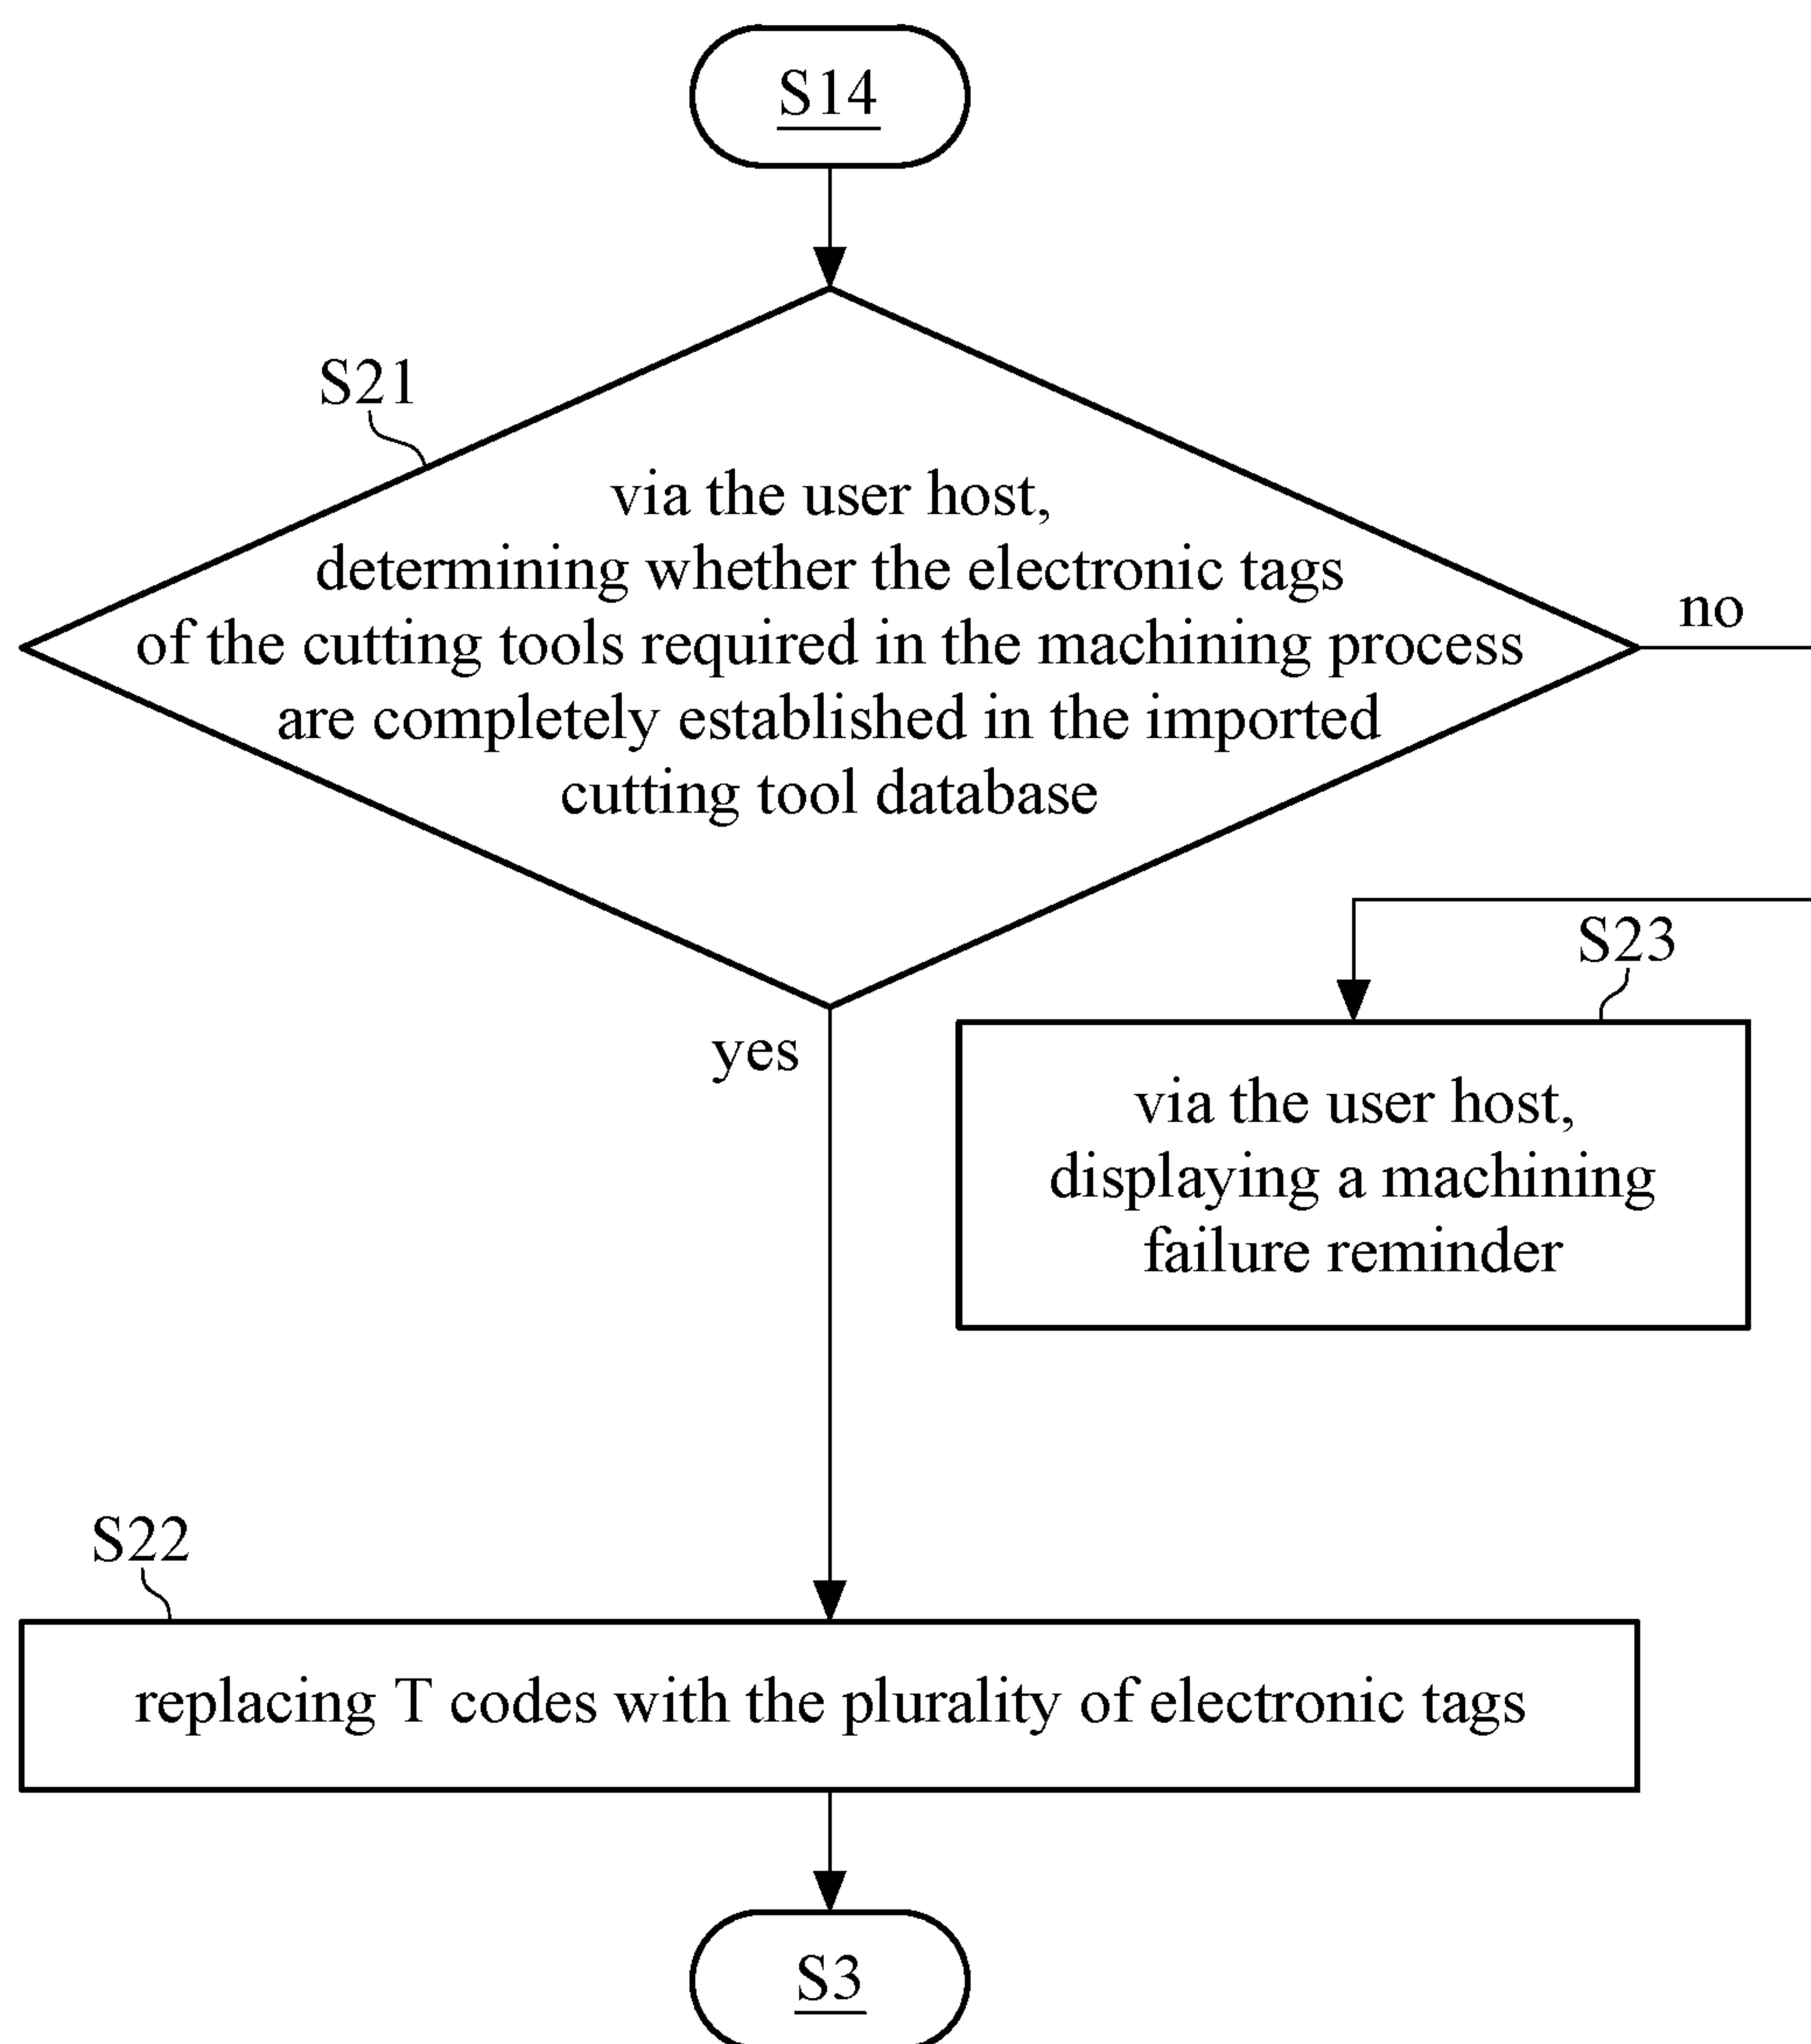 S14
S21
via the user host,
determining whether the electronic tags
of the cutting tools required in the machining process
are completely established in the imported
cutting tool database
no
yes
S23
via the user host,
displaying a machining
failure reminder
S22
replacing T codes with the plurality of electronic tags
S3